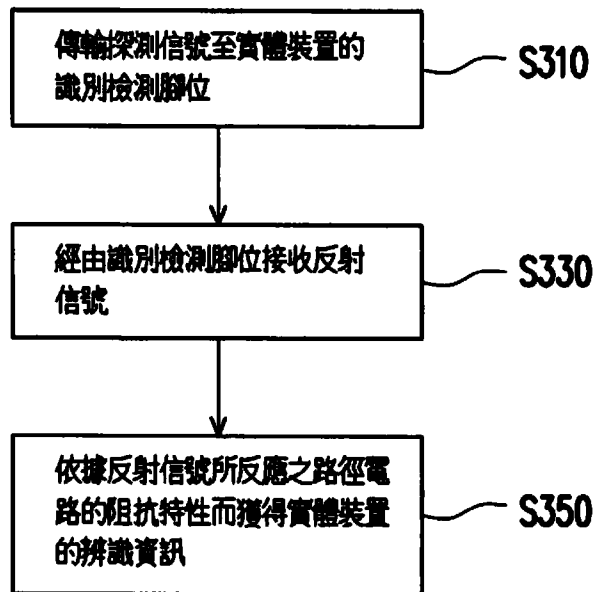 傳輸探測信號至實體裝置的
識別檢測腳位
S310
經由識別檢測腳位接收反射
信號
S330
依據反射信號所反應之路徑電
路的阻抗特性而獲得實體裝置
的辨識資訊
S350